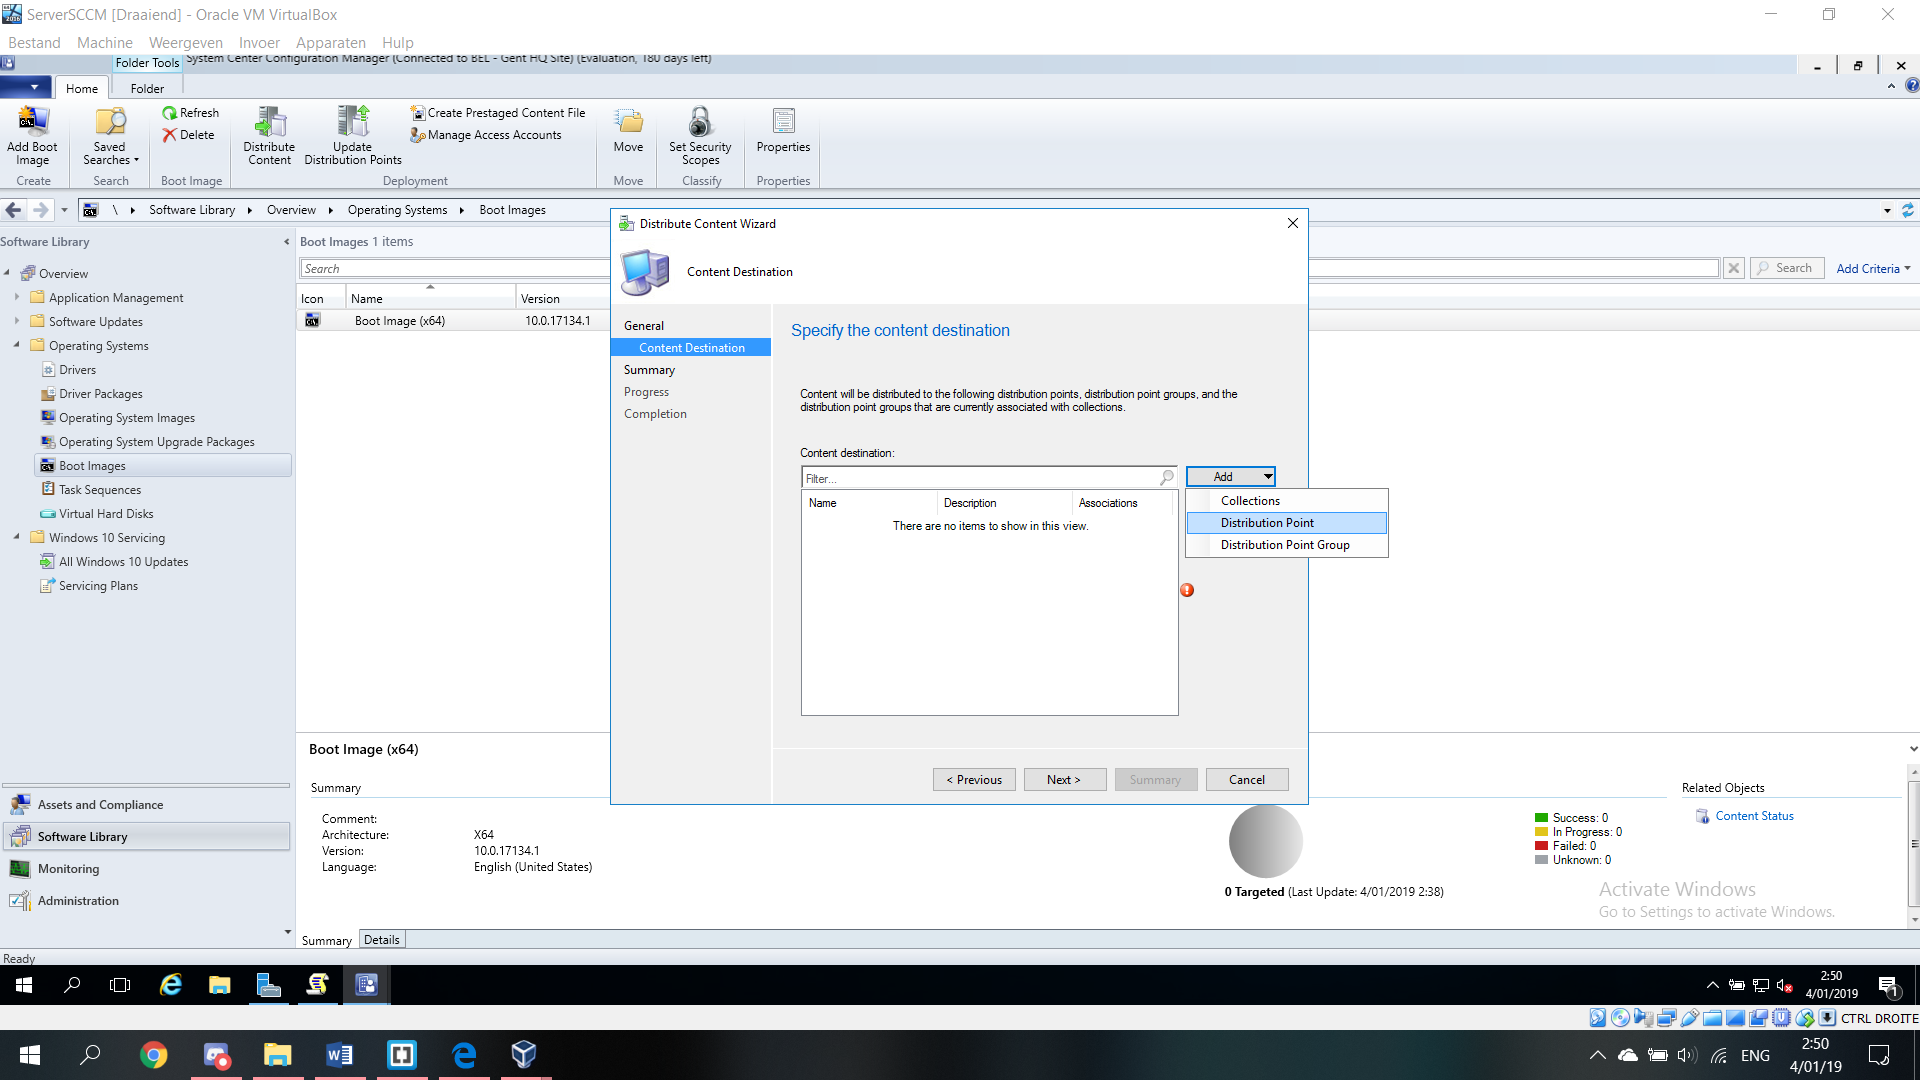 ServerSCCM [Draaiend] - Oracle VM VirtualBox
Bestand Machine Weergeven Invoer Apparaten Hulp
Folder Tools System Center Configuration Manager (Connected to BEL - Gent HQ Site) (Evaluation, 180 days left)
Home Folder
Add Boot Image
Create
Saved Searches
Search
Refresh
Delete
Boot Image
Distribute Content
Update Distribution Points
Create Prestaged Content File
Manage Access Accounts
Deployment
Move
Move
Set Security Scopes
Classify
Properties
Properties
\ Software Library Overview Operating Systems Boot Images
Software Library
Overview
Application Management
Software Updates
Operating Systems
Drivers
Driver Packages
Operating System Images
Operating System Upgrade Packages
Boot Images
Task Sequences
Virtual Hard Disks
Windows 10 Servicing
All Windows 10 Updates
Servicing Plans
Assets and Compliance
Software Library
Monitoring
Administration
Boot Images 1 items
Search
Search Add Criteria
Icon Name Version
Boot Image (x64) 10.0.17134.1
Distribute Content Wizard
Content Destination
General
Content Destination
Summary
Progress
Completion
Specify the content destination
Content will be distributed to the following distribution points, distribution point groups, and the
distribution point groups that are currently associated with collections.
Content destination:
Filter...
Add
Collections
Distribution Point
Distribution Point Group
Name Description Associations
There are no items to show in this view.
< Previous Next > Summary Cancel
Boot Image (x64)
Summary
Comment:
Architecture: X64
Version: 10.0.17134.1
Language: English (United States)
Success: 0
In Progress: 0
Failed: 0
Unknown: 0
0 Targeted (Last Update: 4/01/2019 2:38)
Related Objects
Content Status
Activate Windows
Go to Settings to activate Windows.
Summary Details
Ready
2:50
4/01/2019
1
CTRL DROITE
ENG
2:50
4/01/19